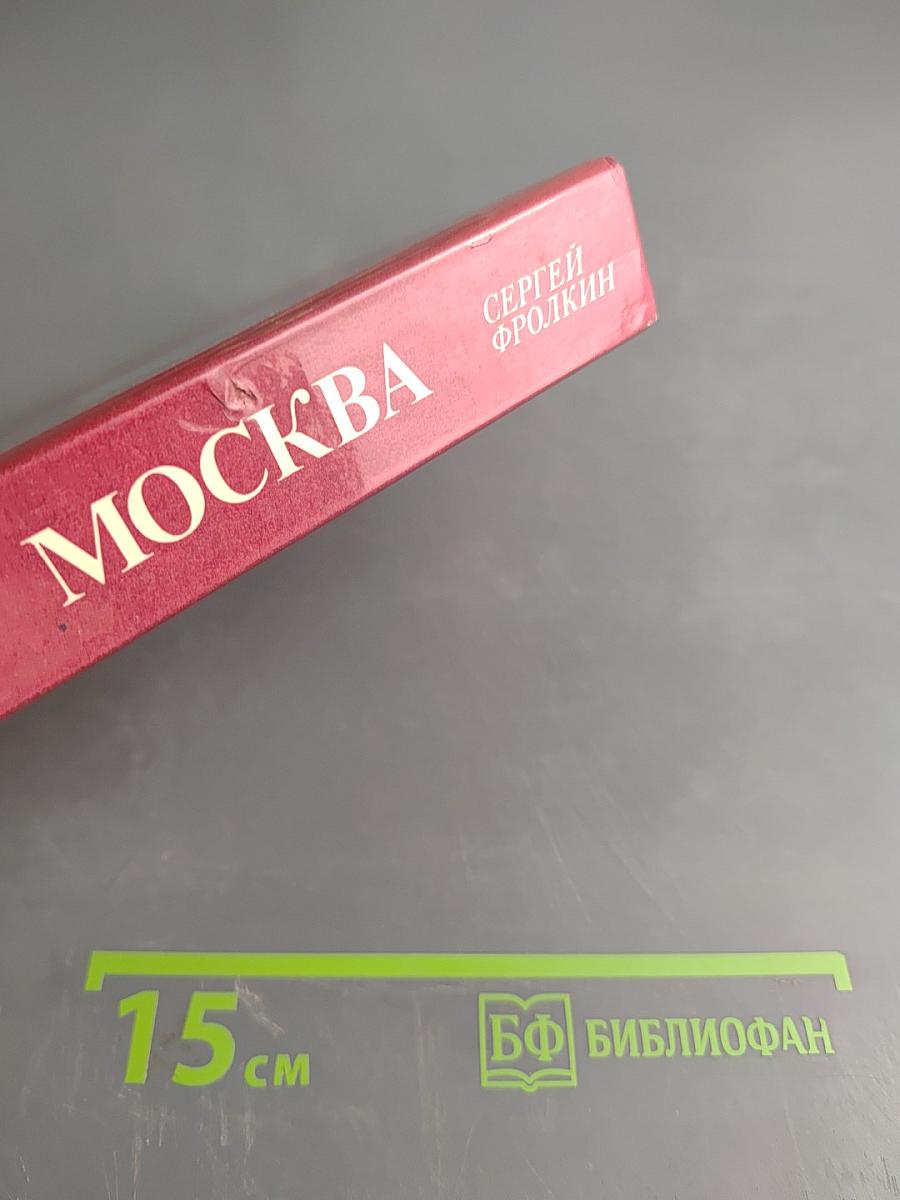 МОСКВА
СЕРГЕЙ
ФРОЛКИН
15 см
БФ БИБЛИОФАН